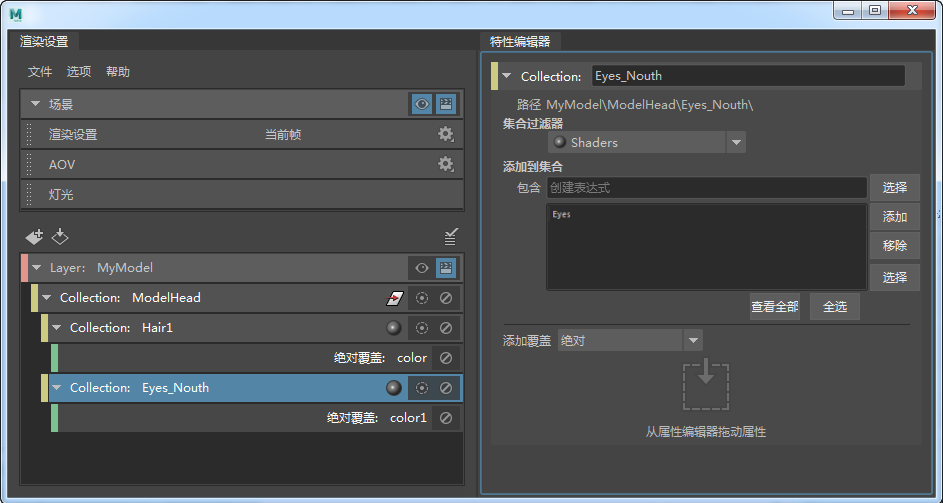 渲染设置
文件 选项 帮助
场景
渲染设置 当前帧
AOV
灯光
Layer: MyModel
Collection: ModelHead
Collection: Hair1
绝对覆盖: color
Collection: Eyes_Nouth
绝对覆盖: color1
特性编辑器
Collection: Eyes_Nouth
路径 MyModel\ModelHead\Eyes_Nouth\
集合过滤器
Shaders
添加到集合
包含 创建表达式 选择
Eyes
添加
移除
选择
查看全部 全选
添加覆盖 绝对
从属性编辑器拖动属性